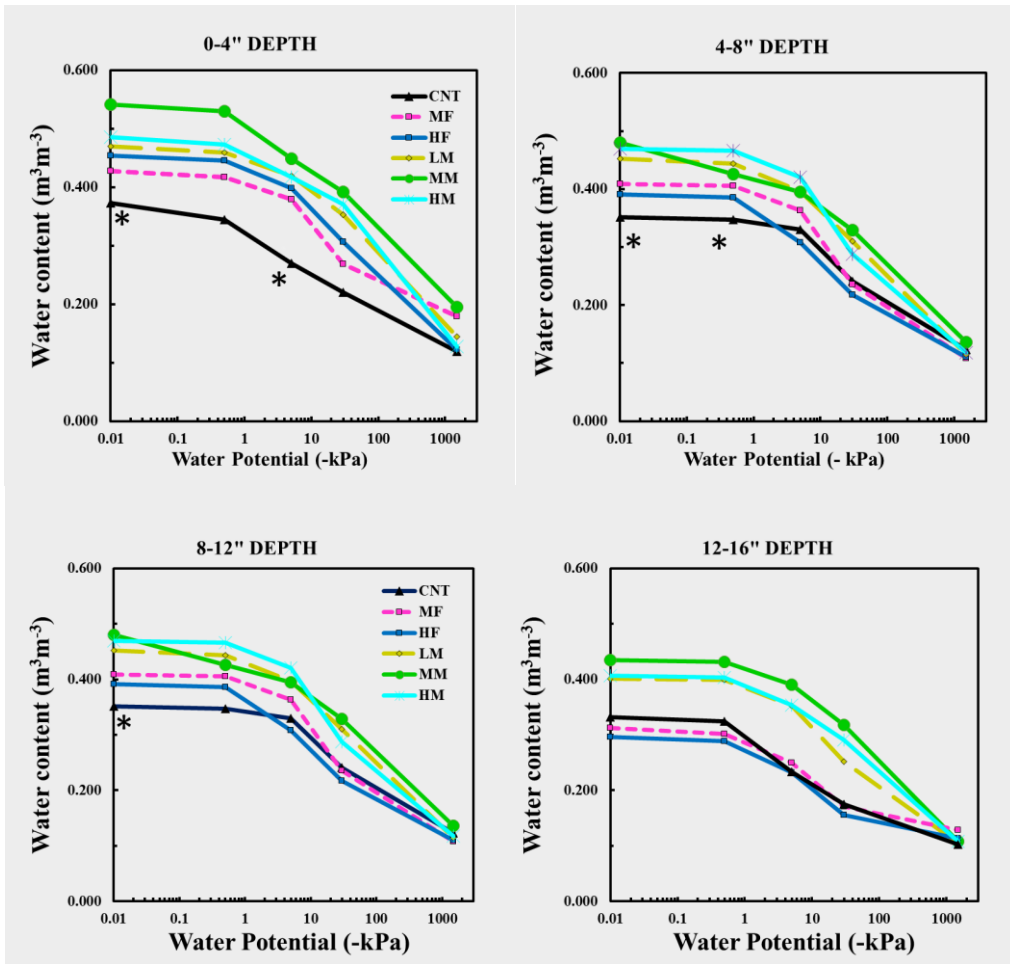 0-4" DEPTH
0.600
0.400
0.200
0.000
Water content (m³m⁻³)
CNT
MF
HF
LM
MM
HM
*
*
0.01 0.1 1 10 100 1000
Water Potential (-kPa)
4-8" DEPTH
0.600
0.400
0.200
0.000
Water content (m³m⁻³)
* *
0.01 0.1 1 10 100 1000
Water Potential (- kPa)
8-12" DEPTH
0.600
0.400
0.200
0.000
Water content (m³m⁻³)
CNT
MF
HF
LM
MM
HM
*
0.01 0.1 1 10 100 1000
Water Potential (-kPa)
12-16" DEPTH
0.600
0.400
0.200
0.000
Water content (m³m⁻³)
0.01 0.1 1 10 100 1000
Water Potential (-kPa)